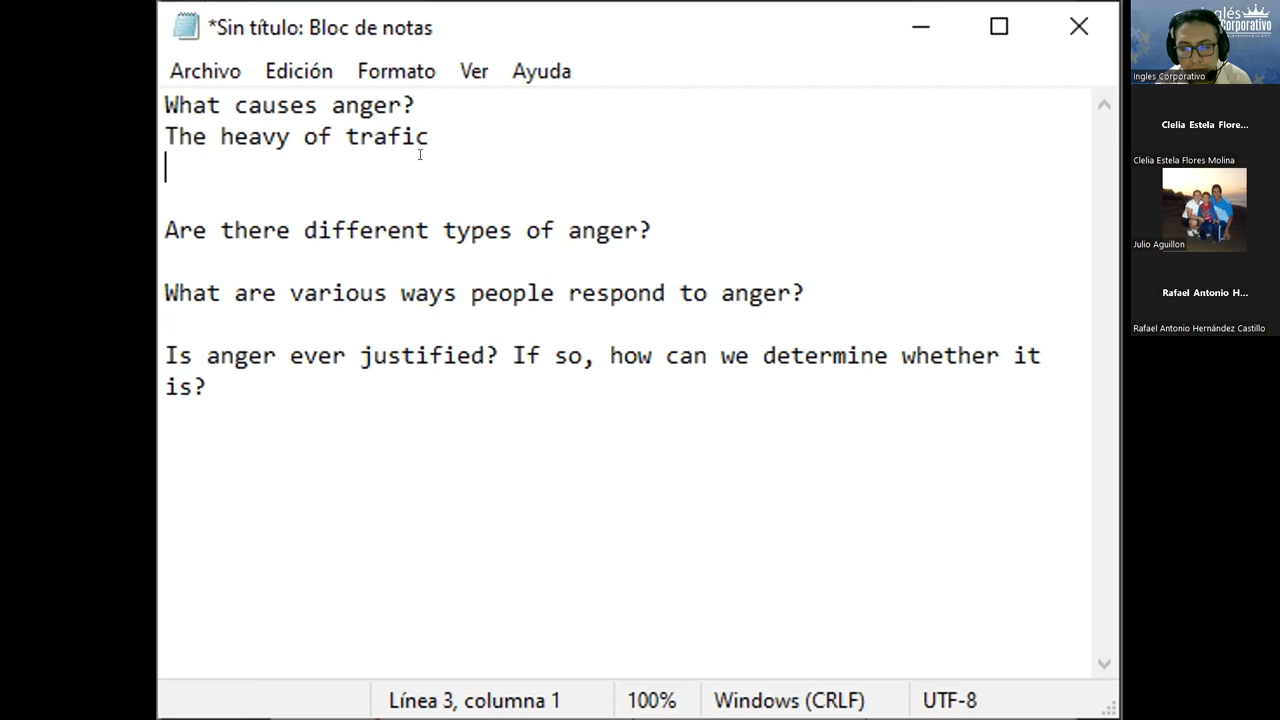 *Sin título: Bloc de notas
Archivo Edición Formato Ver Ayuda
What causes anger?
The heavy of trafic
Are there different types of anger?
What are various ways people respond to anger?
Is anger ever justified? If so, how can we determine whether it
is?
Línea 3, columna 1 100% Windows (CRLF) UTF-8
Ingles Corporativo
Clelia Estela Flore...
Clelia Estela Flores Molina
Julio Aguillon
Rafael Antonio H...
Rafael Antonio Hernández Castillo